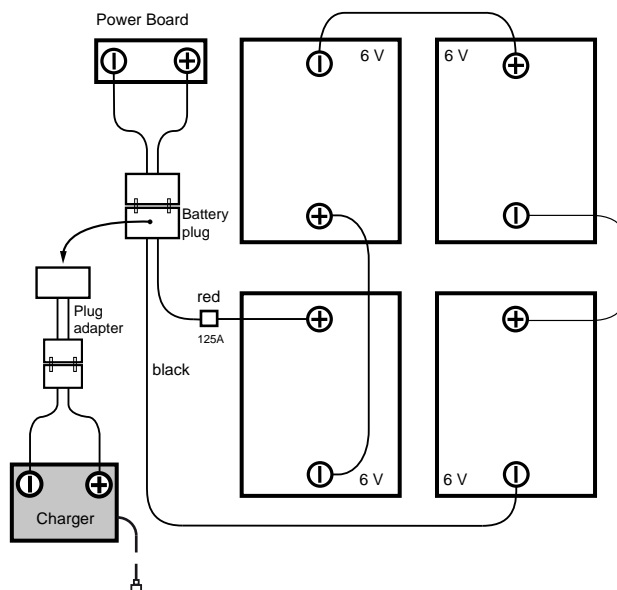 Power Board
6 V
6 V
Battery
plug
Plug
adapter
red
125A
black
6 V
6 V
Charger